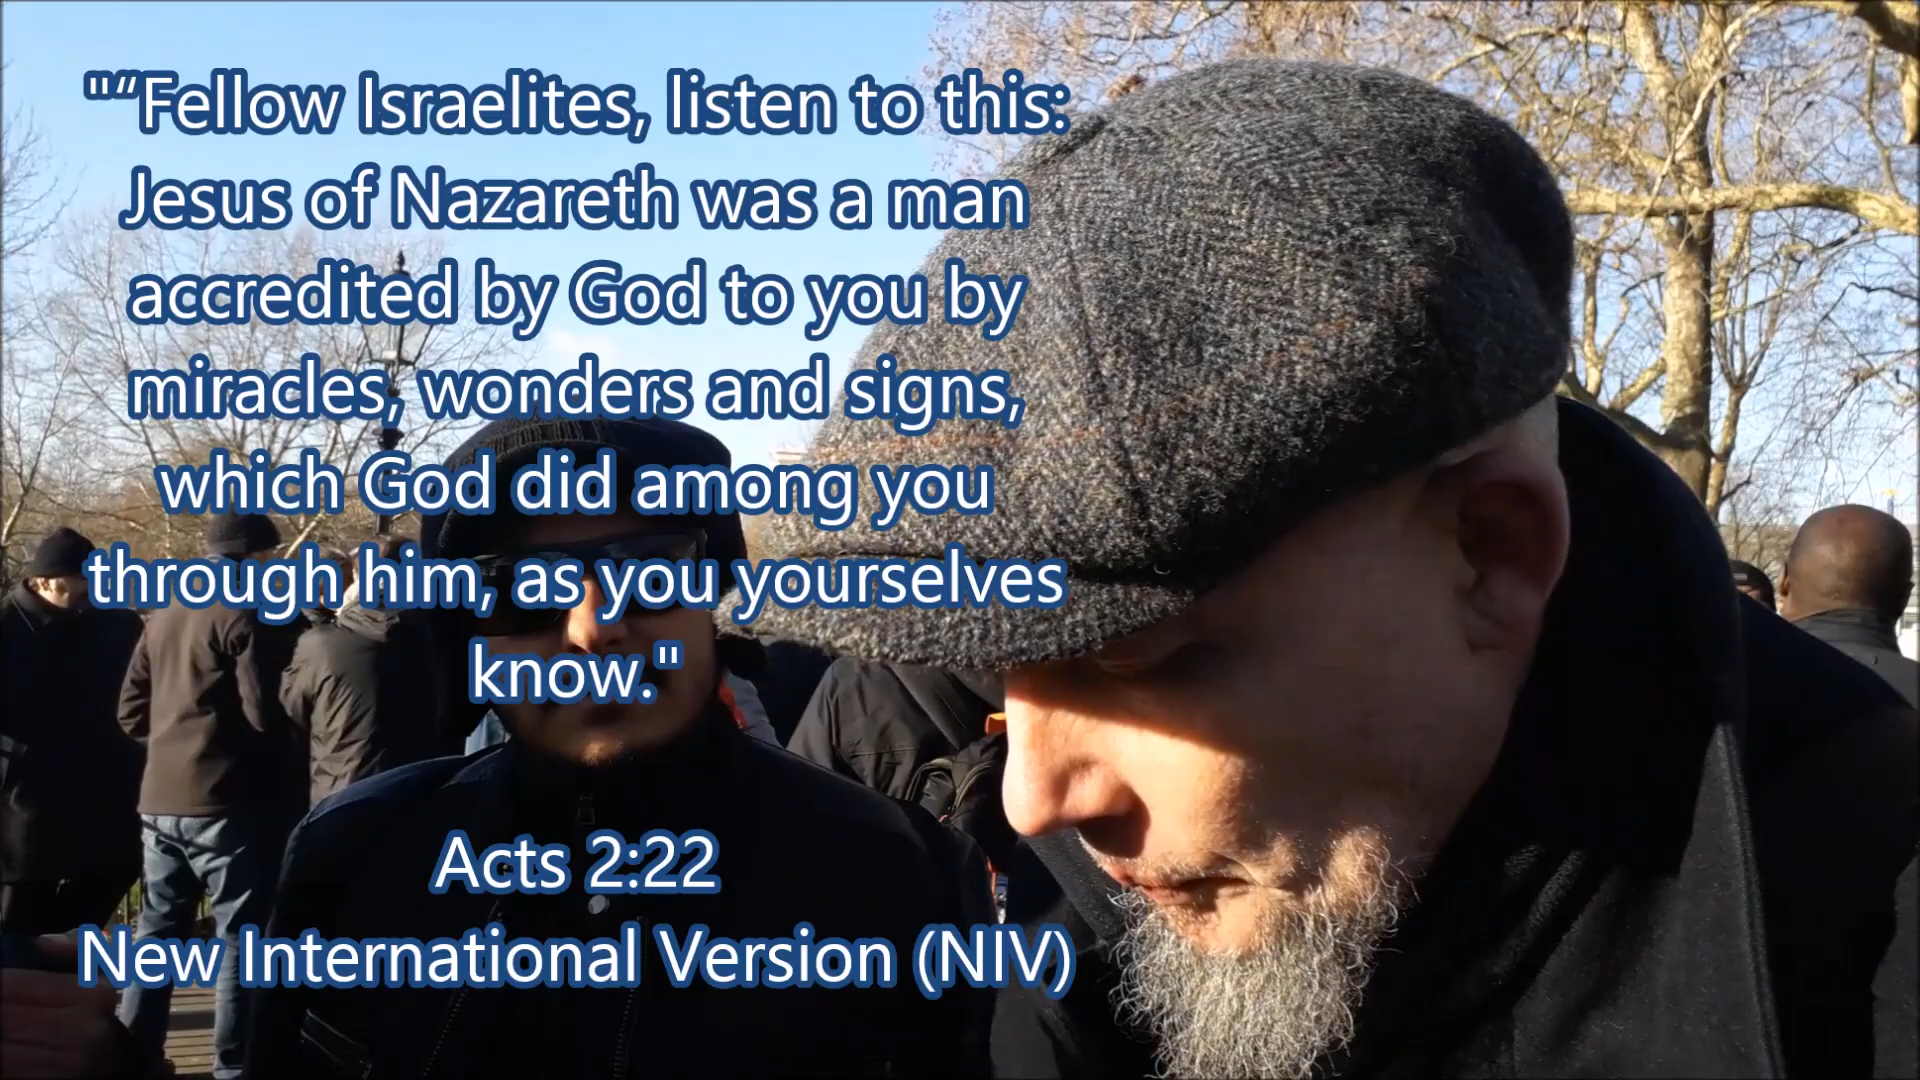 "“Fellow Israelites, listen to this:
Jesus of Nazareth was a man
accredited by God to you by
miracles, wonders and signs,
which God did among you
through him, as you yourselves
know."
Acts 2:22
New International Version (NIV)